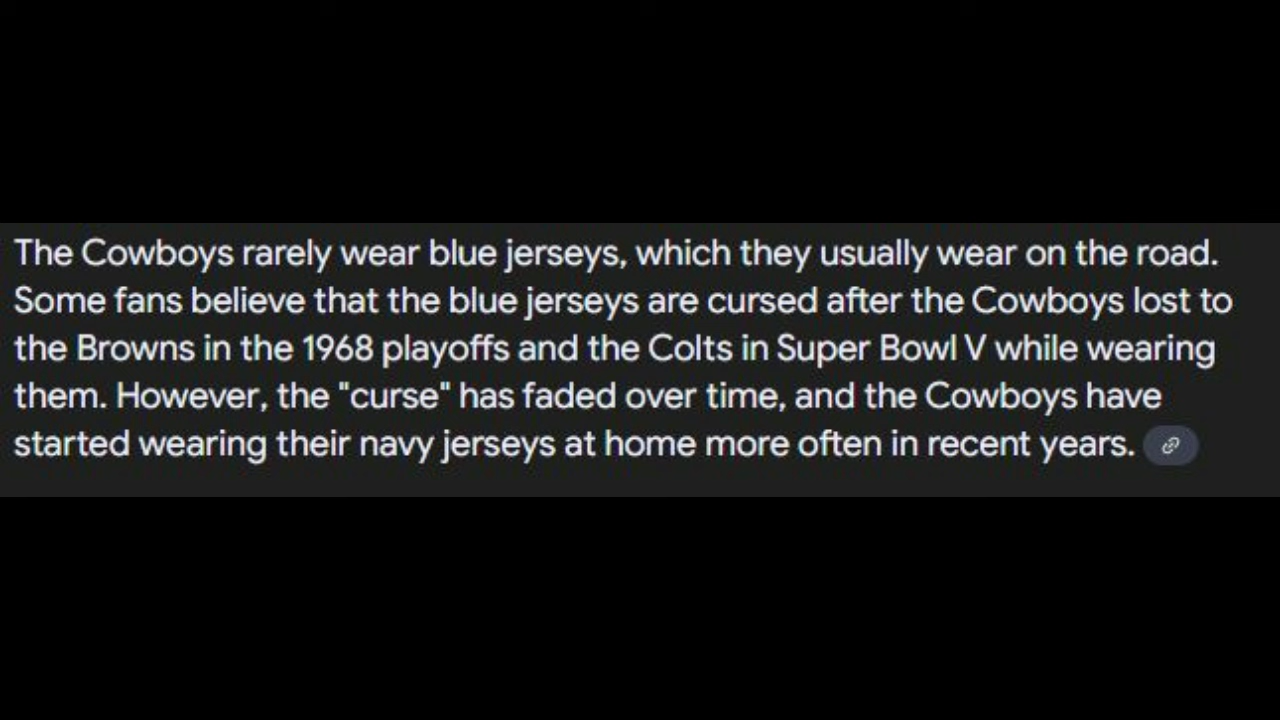 The Cowboys rarely wear blue jerseys, which they usually wear on the road.
Some fans believe that the blue jerseys are cursed after the Cowboys lost to
the Browns in the 1968 playoffs and the Colts in Super Bowl V while wearing
them. However, the "curse" has faded over time, and the Cowboys have
started wearing their navy jerseys at home more often in recent years.